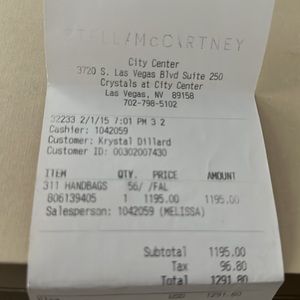 STELLA McCARTNEY
City Center
3720 S. Las Vegas Blvd Suite 250
Crystals at City Center
Las Vegas, NV 89158
702-798-5102
32233 2/1/15 7:01 PM 3 2
Cashier: 1042059
Customer: Krystal Dillard
Customer ID: 00302007430
ITEM QTY. PRICE AMOUNT
311 HANDBAGS 56/ /FAL
806139405 1 1195.00 1195.00
Salesperson: 1042059 (MELISSA)
Subtotal 1195.00
Tax 96.80
Total 1291.80
USD 1291.80